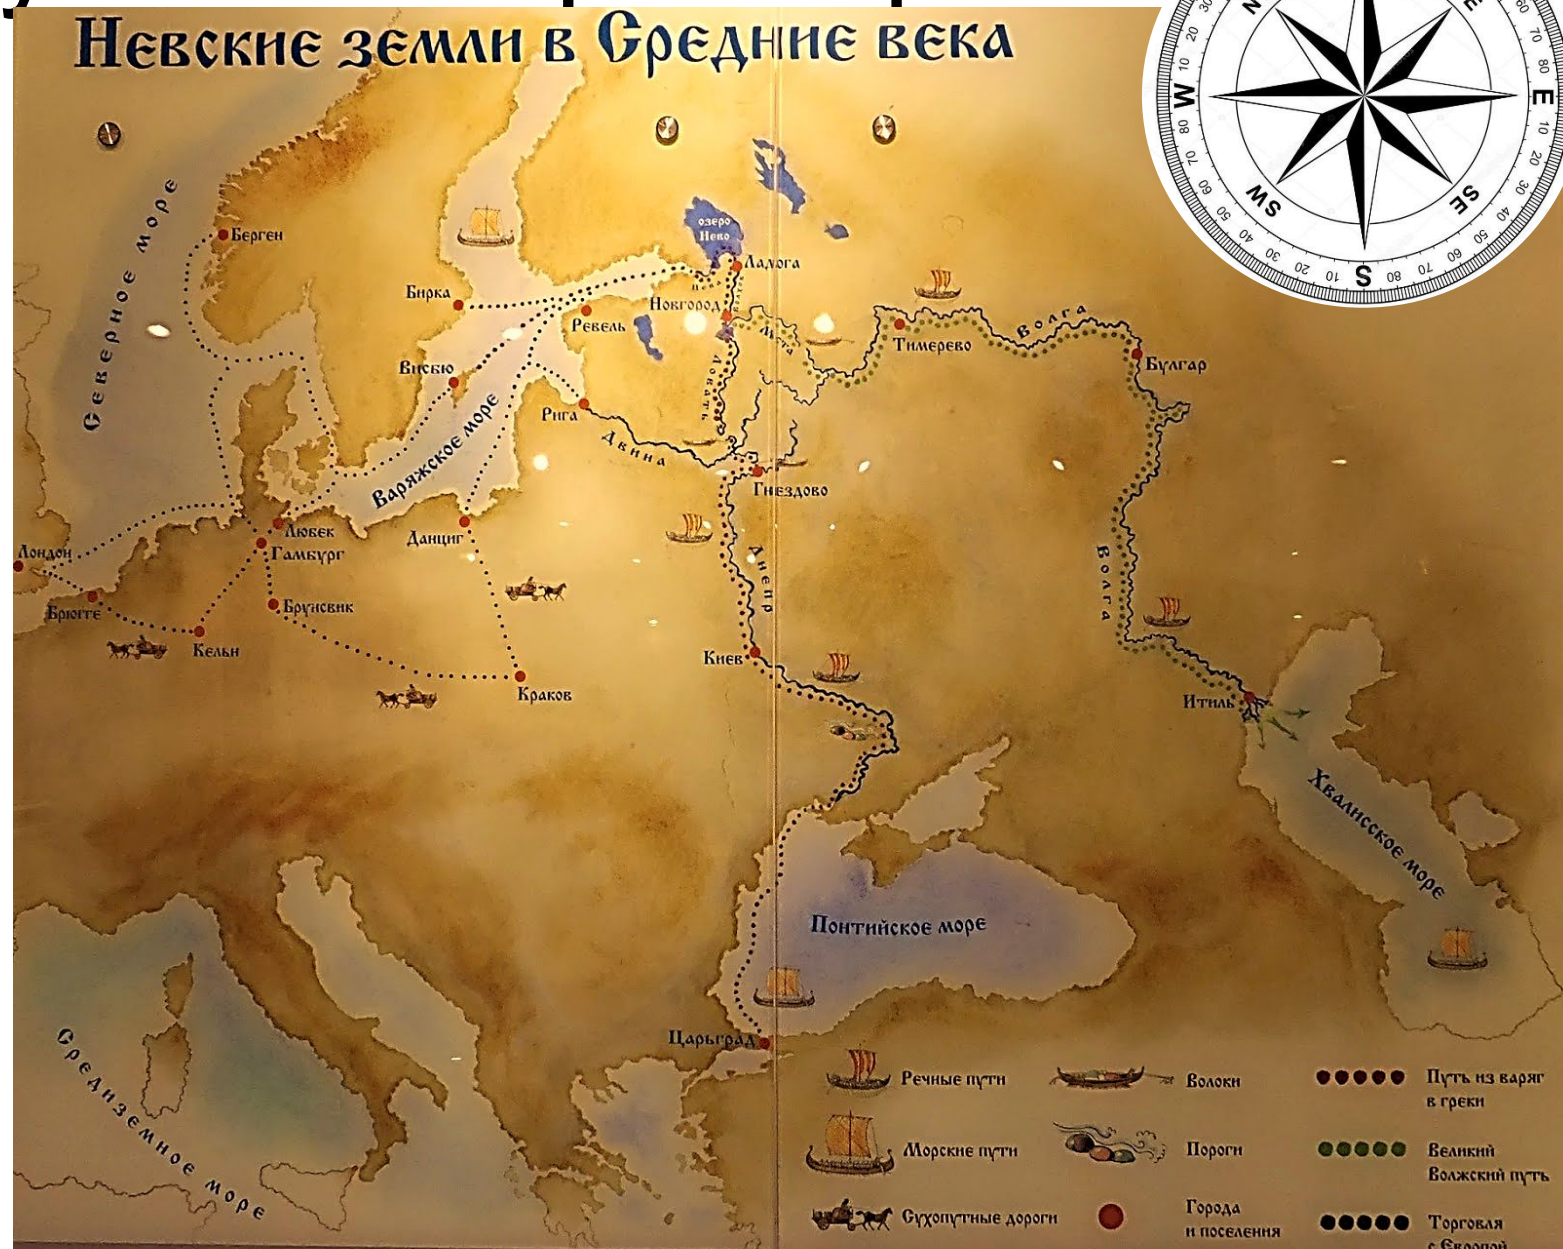 Невские земли в Средние века
N
E
E
SE
S
SW
W
Северное море
Берген
озеро
Нево
Ладога
Бирка
Новгород
Ревель
Мста
Тимерево
Волга
Булгар
Висбю
Ловать
Рига
Двина
Варяжское море
Гнездово
Любек
Данциг
Гамбург
Лондон
Днепр
Волга
Брюгге
Брунсвик
Кельн
Киев
Краков
Итиль
Хвалисское море
Понтийское море
Царьград
Средиземное море
Речные пути
Волоки
Путь из варяг
в греки
Морские пути
Пороги
Великий
Волжский путь
Сухопутные дороги
Города
и поселения
Торговля
с Европой